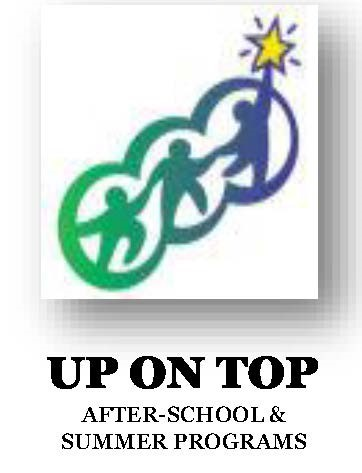 UP ON TOP
AFTER-SCHOOL &
SUMMER PROGRAMS